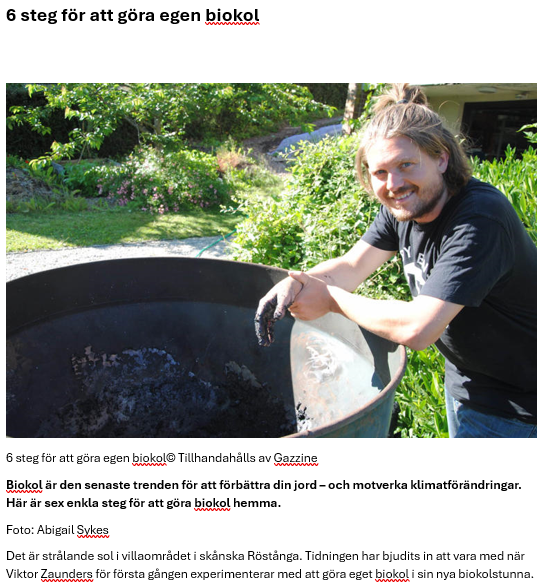 6 steg för att göra egen biokol
6 steg för att göra egen biokol© Tillhandahålls av Gazzine
Biokol är den senaste trenden för att förbättra din jord – och motverka klimatförändringar.
Här är sex enkla steg för att göra biokol hemma.
Foto: Abigail Sykes
Det är strålande sol i villaområdet i skånska Röstånga. Tidningen har bjudits in att vara med när
Viktor Zaunders för första gången experimenterar med att göra eget biokol i sin nya biokolstunna.